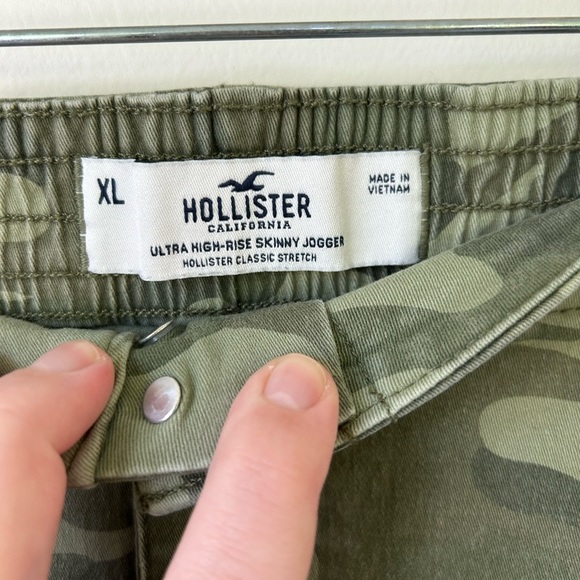 XL
HOLLISTER
CALIFORNIA
ULTRA HIGH-RISE SKINNY JOGGER
HOLLISTER CLASSIC STRETCH
MADE IN
VIETNAM